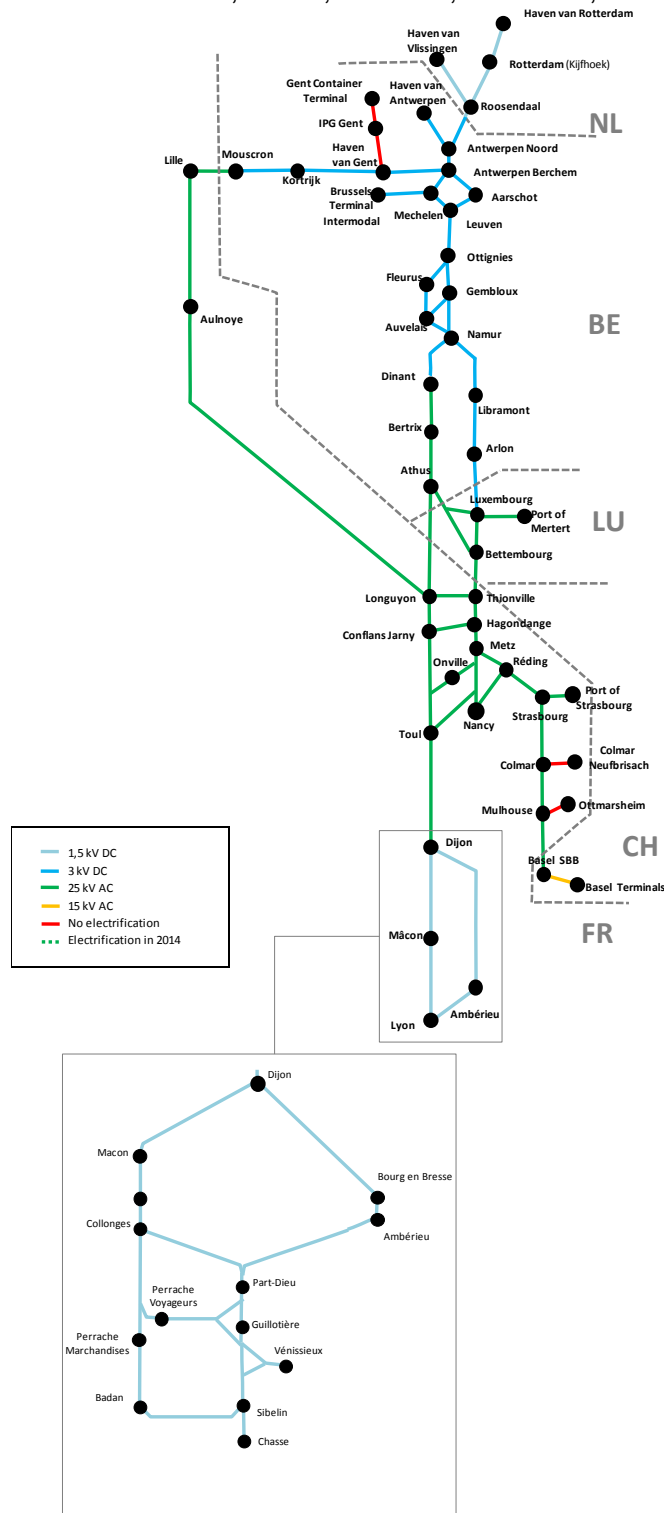 Haven van Rotterdam
Haven van
Vlissingen
Rotterdam (Kijfhoek)
Gent Container
Terminal
Haven van
Antwerpen
Roosendaal
NL
IPG Gent
Haven
van Gent
Antwerpen Noord
Lille
Mouscron
Kortrijk
Antwerpen Berchem
Brussels
Terminal
Intermodal
Aarschot
Mechelen
Leuven
Ottignies
Fleurus
Gembloux
Aulnoye
Auvelais
Namur
BE
Dinant
Libramont
Bertrix
Arlon
Athus
Luxembourg
Port of
Mertert
LU
Bettembourg
Longuyon
Thionville
Hagondange
Conflans Jarny
Metz
Onville
Réding
Port of
Strasbourg
Strasbourg
Nancy
Toul
Colmar
Neufbrisach
Colmar
Ottmarsheim
Mulhouse
CH
Dijon
Basel SBB
Basel Terminals
FR
1,5 kV DC
3 kV DC
25 kV AC
15 kV AC
No electrification
Electrification in 2014
Mâcon
Ambérieu
Lyon
Dijon
Macon
Bourg en Bresse
Collonges
Ambérieu
Part-Dieu
Perrache
Voyageurs
Guillotière
Perrache
Marchandises
Vénissieux
Badan
Sibelin
Chasse